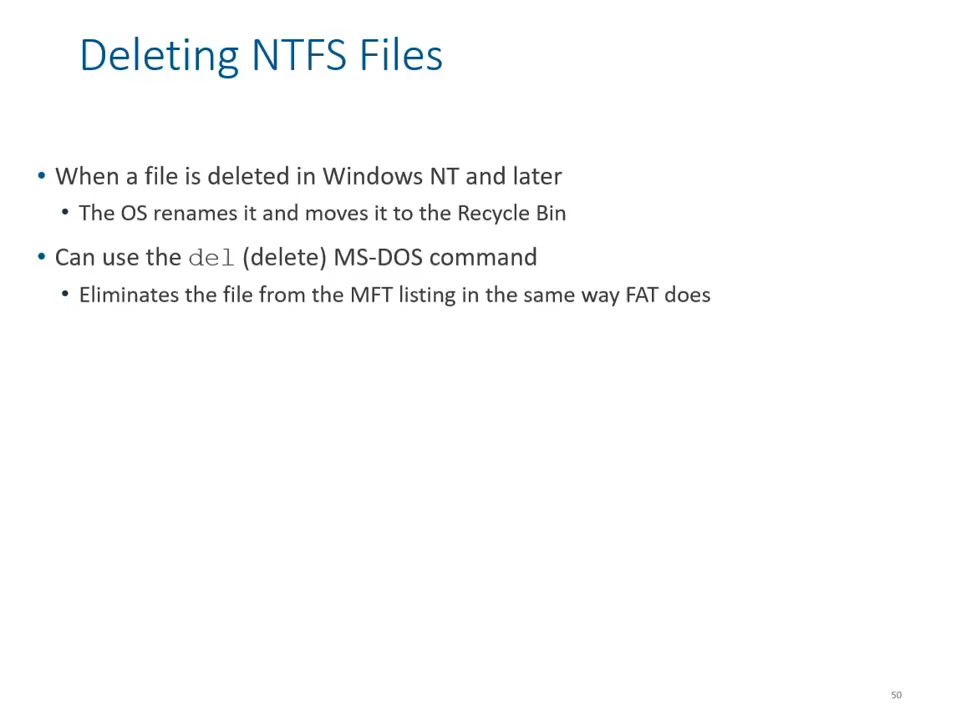 Deleting NTFS Files
• When a file is deleted in Windows NT and later
• The OS renames it and moves it to the Recycle Bin
• Can use the del (delete) MS-DOS command
• Eliminates the file from the MFT listing in the same way FAT does
50